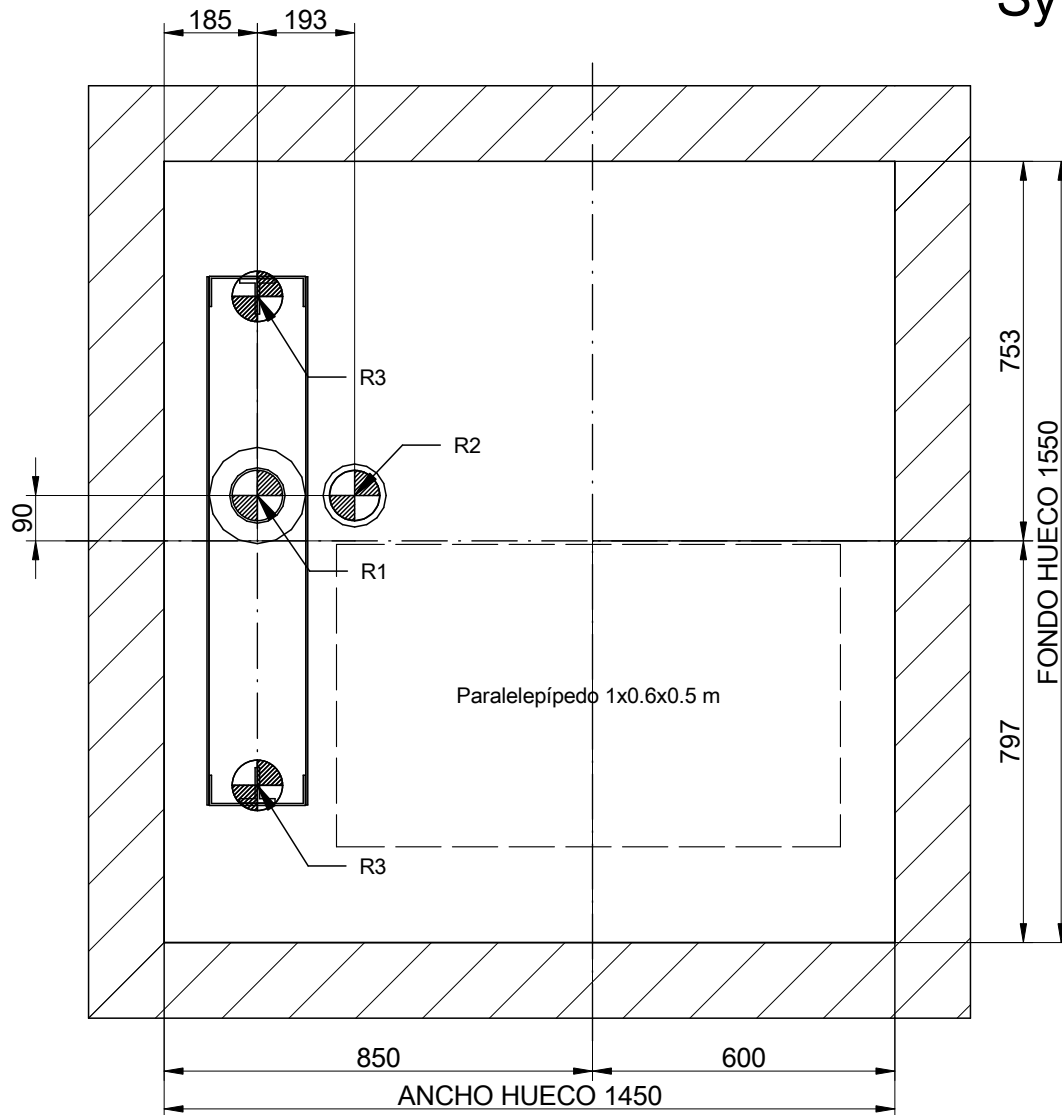 Sy
185
193
R3
753
R2
90
FONDO HUECO 1550
R1
Paralelepípedo 1x0.6x0.5 m
797
R3
850
600
ANCHO HUECO 1450